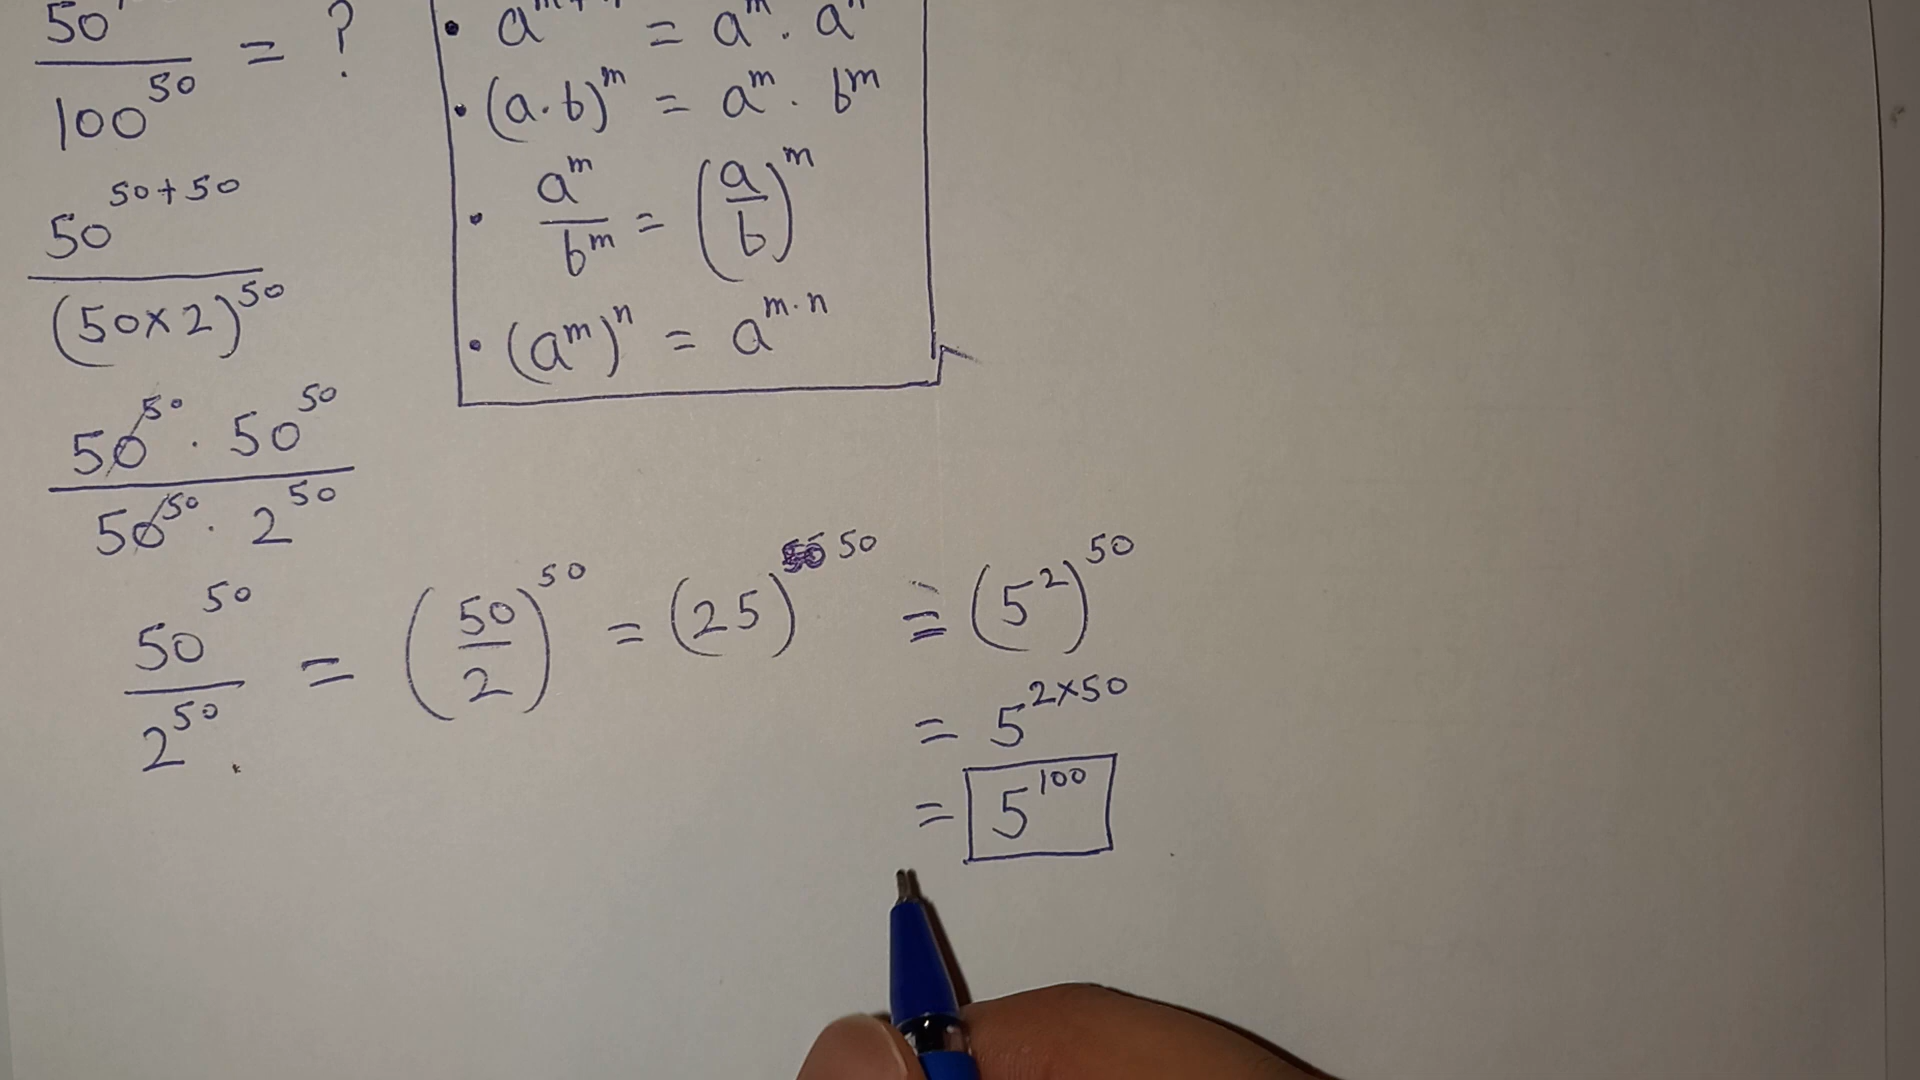 50
― = ?
100^50
50^(50+50)
―
(50×2)^50
50^50 · 50^50
―
50^50 · 2^50
50^50 / 2^50 = (50/2)^50 = (25)^50 = (5^2)^50
= 5^(2×50)
= 5^100
• a = a^m · a
• (a·b)^m = a^m · b^m
• a^m / b^m = (a/b)^m
• (a^m)^n = a^(m·n)